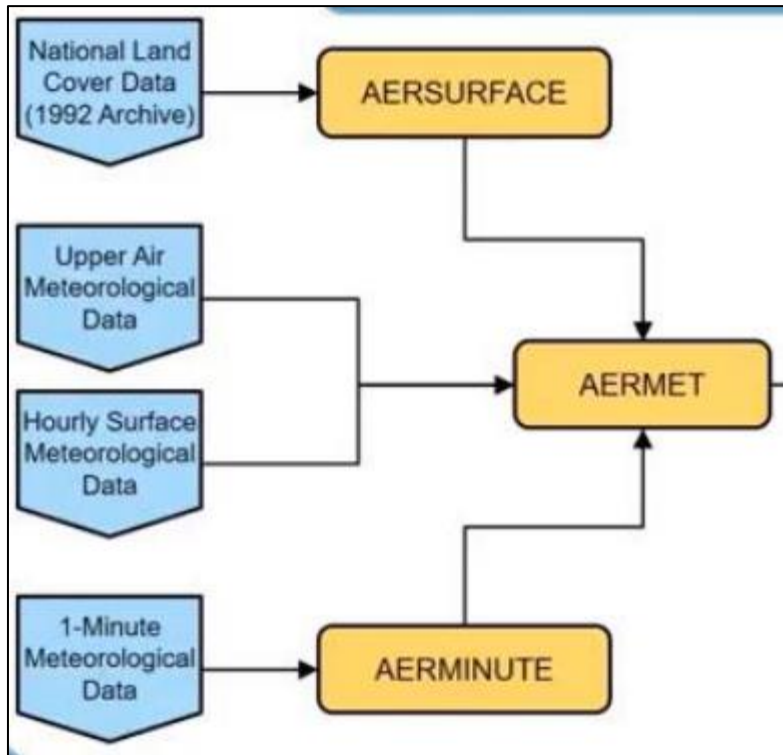 National Land
Cover Data
(1992 Archive)
AERSURFACE
Upper Air
Meteorological
Data
AERMET
Hourly Surface
Meteorological
Data
1-Minute
Meteorological
Data
AERMINUTE